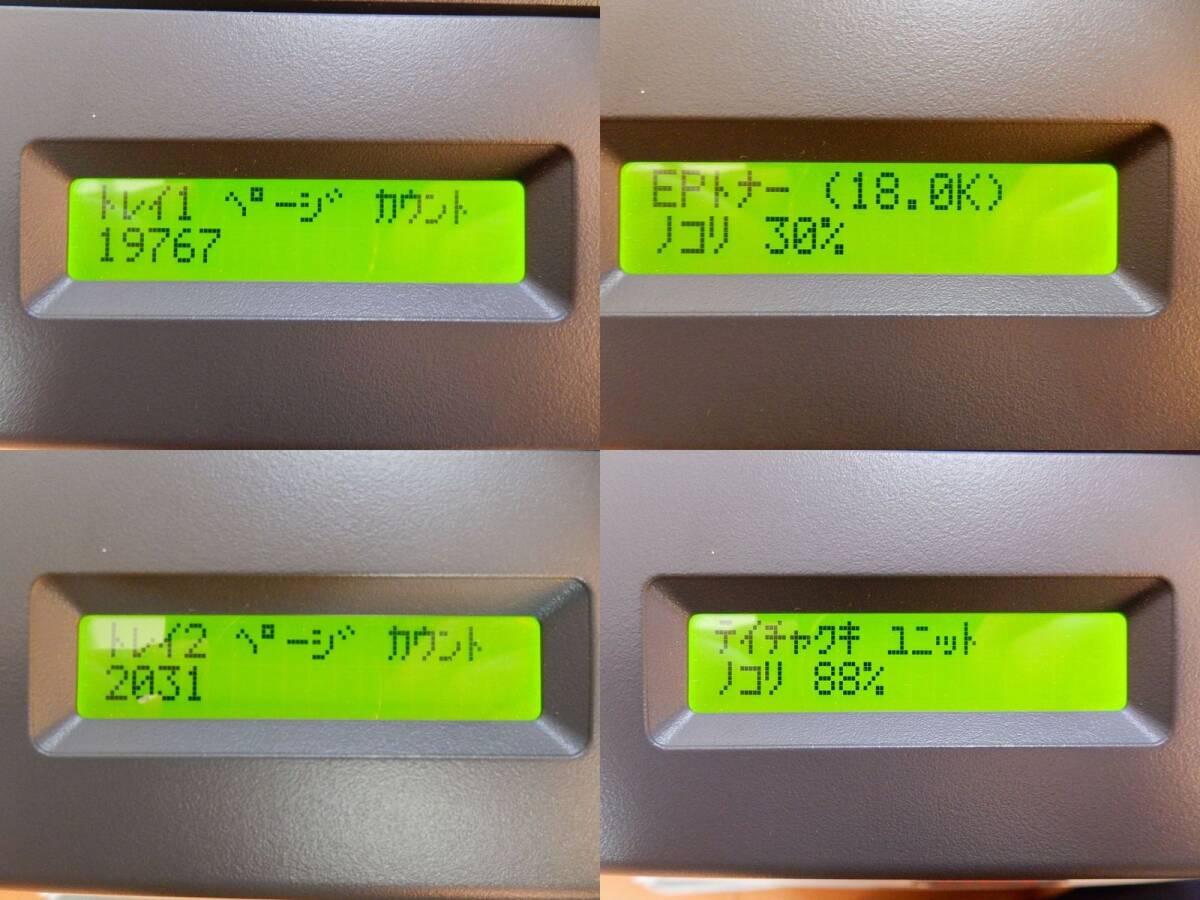 トレイ1 ページ カウント
19767
EPトナー (18.0K)
ノコリ 30%
トレイ2 ページ カウント
2031
テイチャクキ ユニット
ノコリ 88%